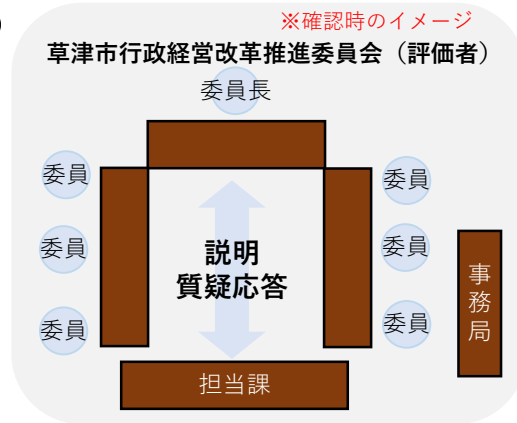 ※確認時のイメージ
草津市行政経営改革推進委員会（評価者）
委員長
委員
委員
委員
委員
委員
委員
説明
質疑応答
事務局
担当課